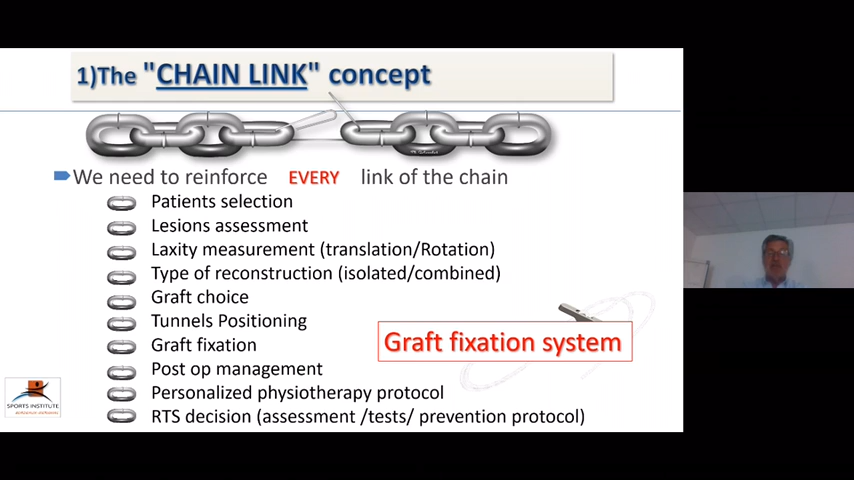 1)The "CHAIN LINK" concept
We need to reinforce EVERY link of the chain
Patients selection
Lesions assessment
Laxity measurement (translation/Rotation)
Type of reconstruction (isolated/combined)
Graft choice
Tunnels Positioning
Graft fixation
Graft fixation system
Post op management
Personalized physiotherapy protocol
RTS decision (assessment /tests/ prevention protocol)
SPORTS INSTITUTE